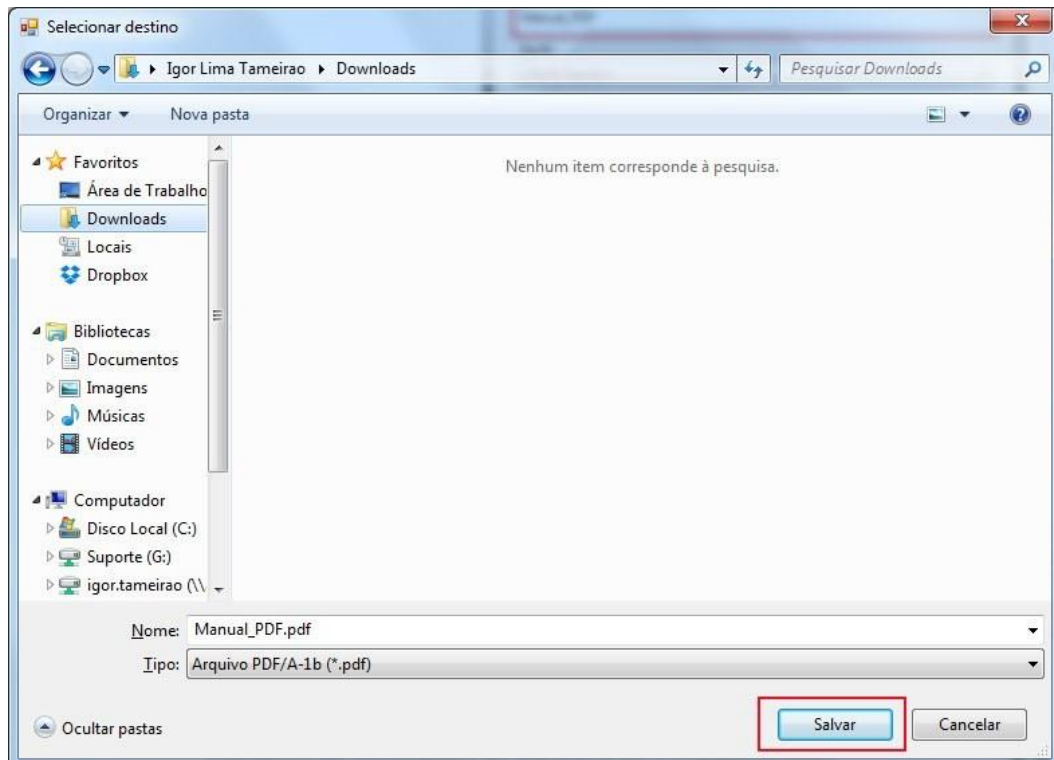 Selecionar destino
Igor Lima Tameirao Downloads
Pesquisar Downloads
Organizar Nova pasta
Nenhum item corresponde à pesquisa.
Favoritos
Área de Trabalho
Downloads
Locais
Dropbox
Bibliotecas
Documentos
Imagens
Músicas
Vídeos
Computador
Disco Local (C:)
Suporte (G:)
igor.tameirao (\\
Nome: Manual_PDF.pdf
Tipo: Arquivo PDF/A-1b (*.pdf)
Ocultar pastas
Salvar Cancelar